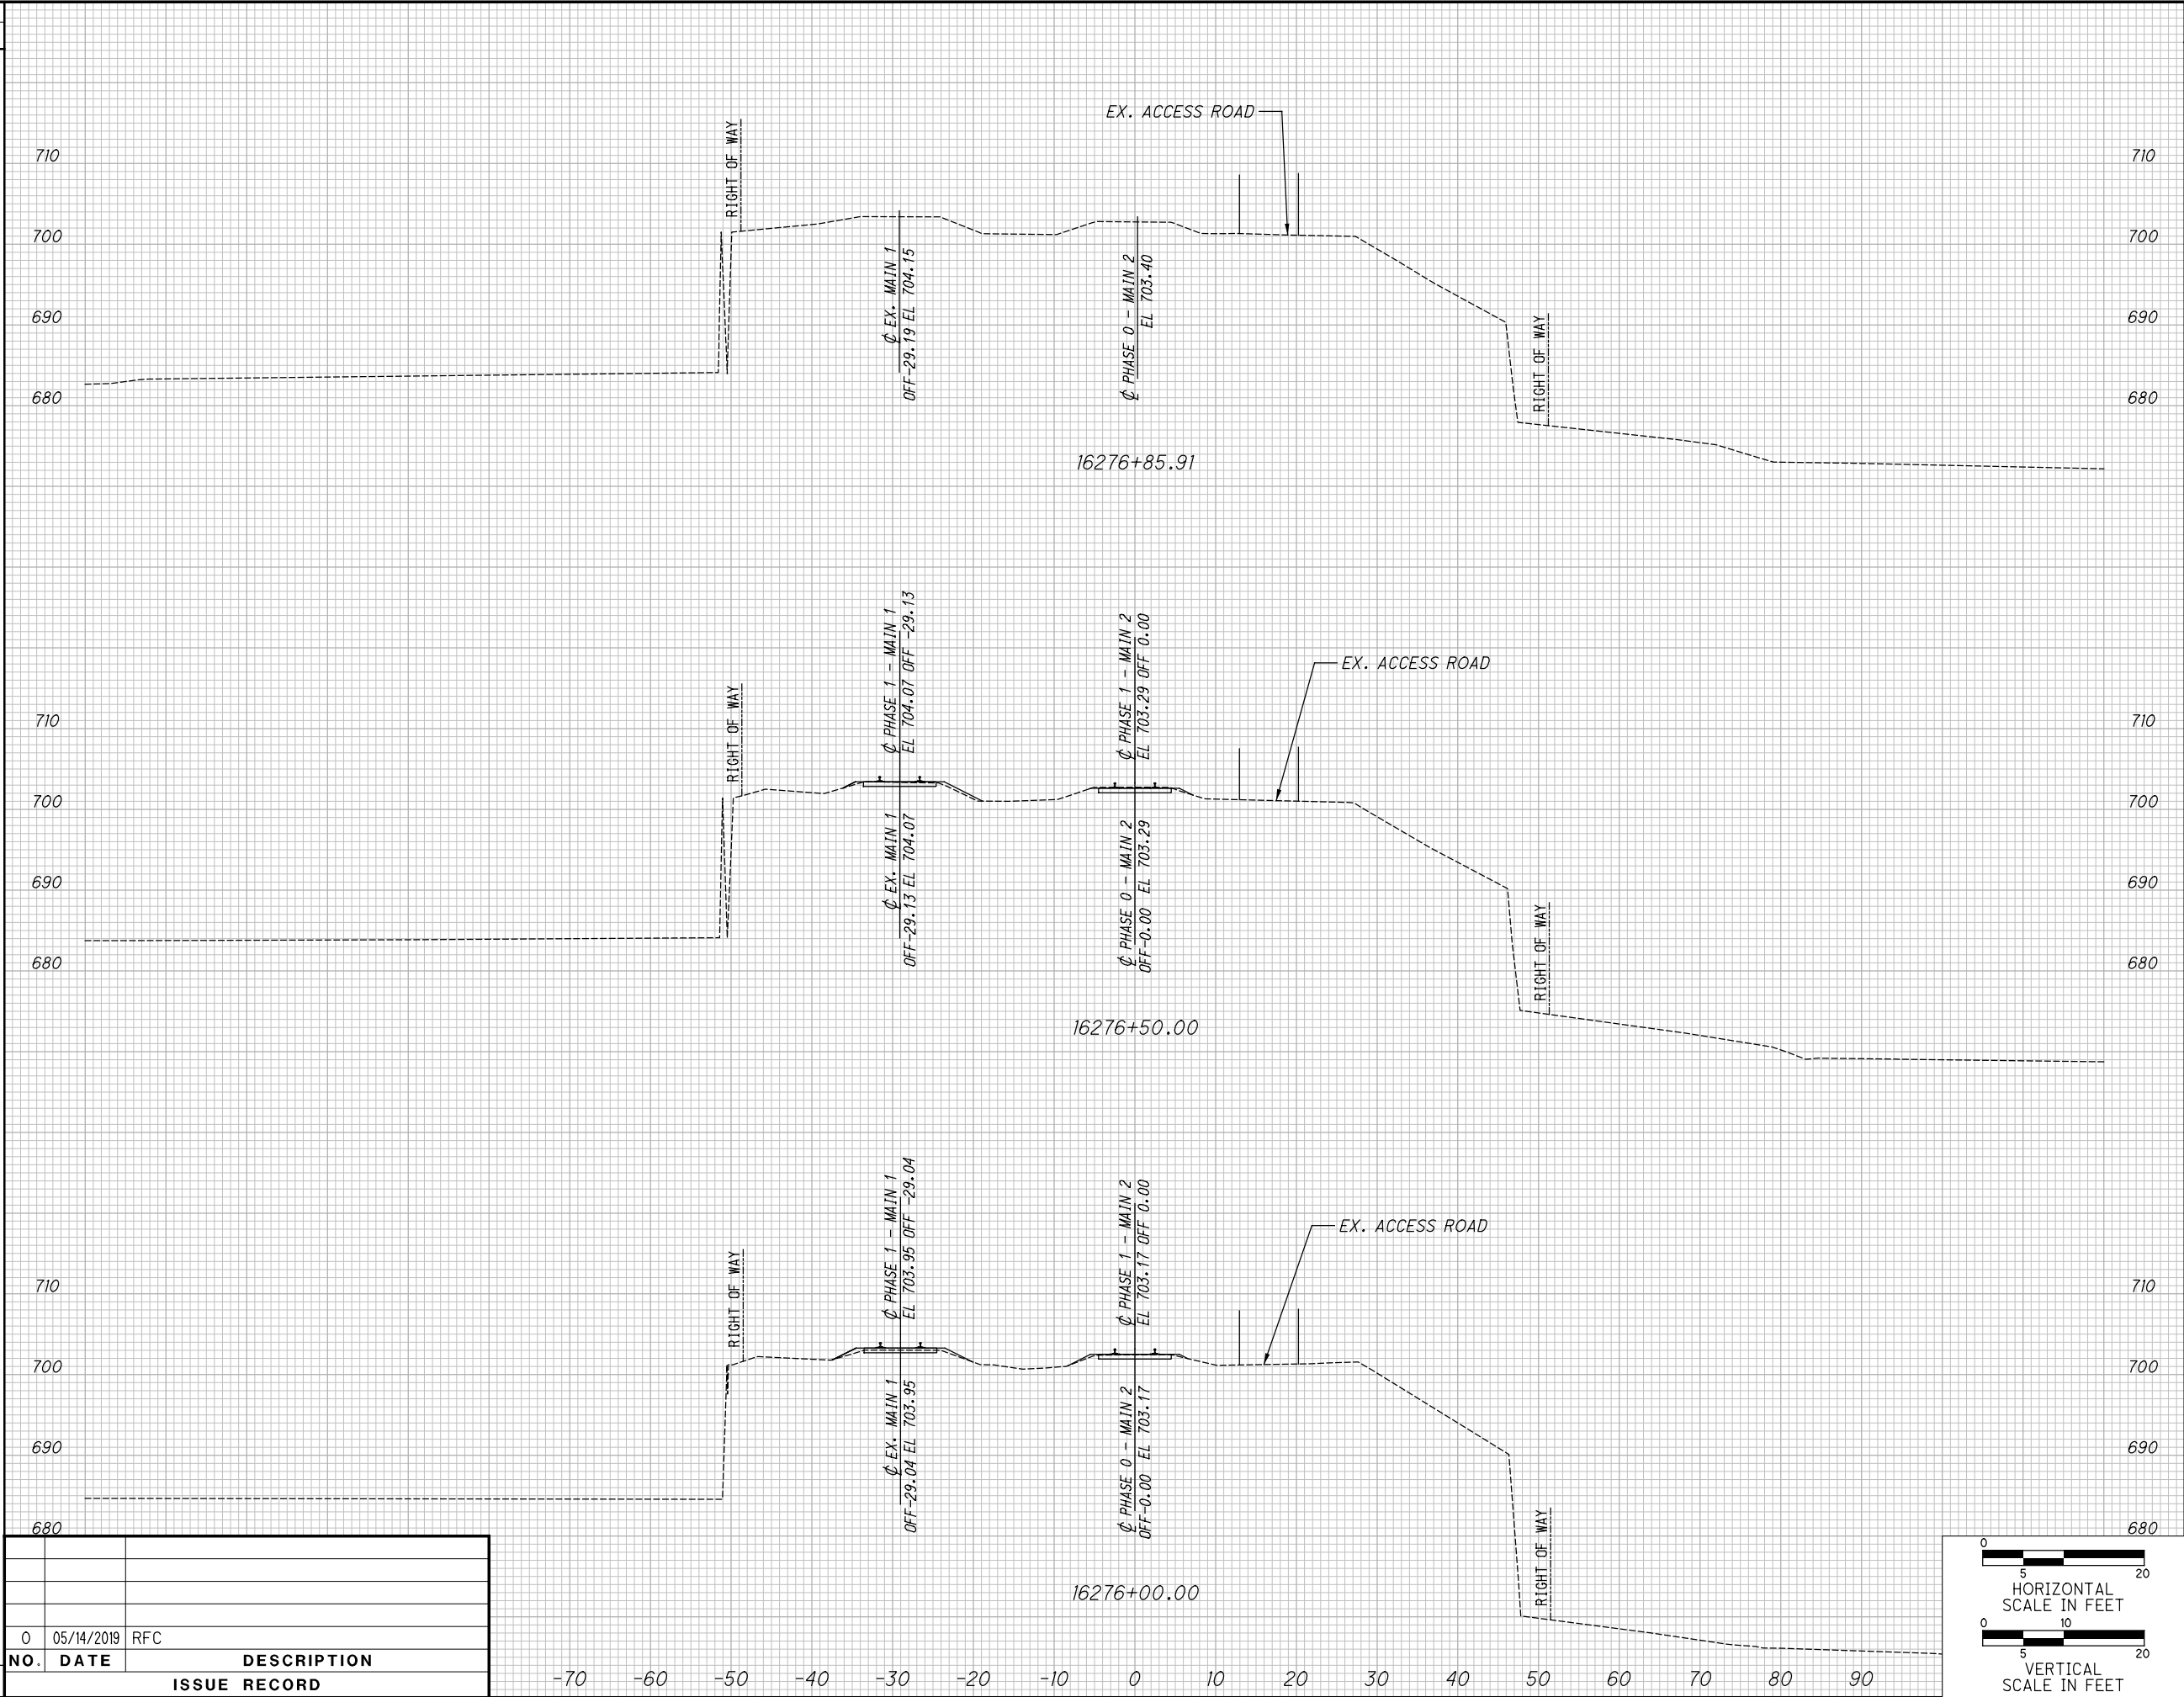 EX. ACCESS ROAD
RIGHT OF WAY
710
710
700
700
690
690
680
680
℄ EX. MAIN 1
OFF-29.19 EL 704.15
℄ PHASE 0 - MAIN 2
EL 703.40
RIGHT OF WAY
16276+85.91
℄ PHASE 1 - MAIN 1
EL 704.07 OFF -29.13
℄ PHASE 1 - MAIN 2
EL 703.29 OFF 0.00
EX. ACCESS ROAD
RIGHT OF WAY
710
710
700
700
690
690
680
680
℄ EX. MAIN 1
OFF-29.13 EL 704.07
℄ PHASE 0 - MAIN 2
OFF-0.00 EL 703.29
RIGHT OF WAY
16276+50.00
℄ PHASE 1 - MAIN 1
EL 703.95 OFF -29.04
℄ PHASE 1 - MAIN 2
EL 703.17 OFF 0.00
EX. ACCESS ROAD
RIGHT OF WAY
710
710
700
700
690
690
680
680
℄ EX. MAIN 1
OFF-29.04 EL 703.95
℄ PHASE 0 - MAIN 2
OFF-0.00 EL 703.17
RIGHT OF WAY
16276+00.00
0 05/14/2019 RFC
NO. DATE DESCRIPTION
ISSUE RECORD
-70 -60 -50 -40 -30 -20 -10 0 10 20 30 40 50 60 70 80 90
0
5 20
HORIZONTAL
SCALE IN FEET
0 10
5 20
VERTICAL
SCALE IN FEET